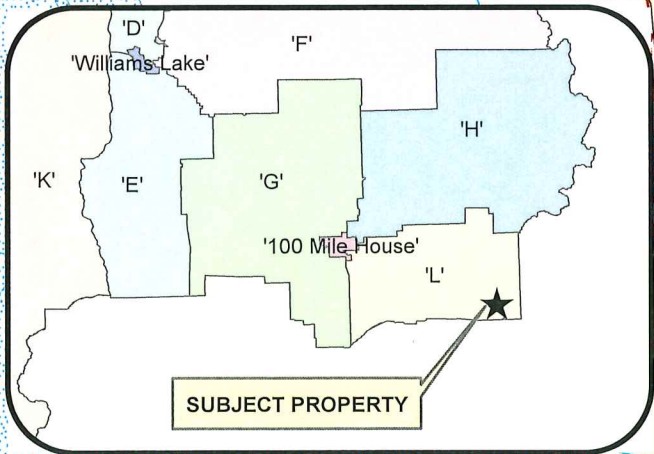 'D'
'F'
'Williams Lake'
'H'
'K'
'E'
'G'
'100 Mile House'
'L'
SUBJECT PROPERTY